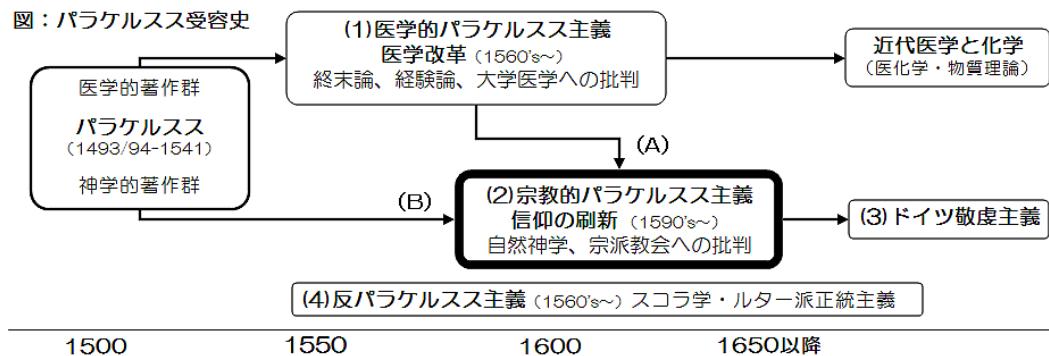 図：パラケルスス受容史
(1)医学的パラケルスス主義
医学改革（1560's～）
終末論、経験論、大学医学への批判
近代医学と化学
（医化学・物質理論）
医学的著作群
パラケルスス
（1493/94-1541）
神学的著作群
(A)
(B)
(2)宗教的パラケルスス主義
信仰の刷新（1590's～）
自然神学、宗派教会への批判
(3)ドイツ敬虔主義
(4)反パラケルスス主義（1560's～）スコラ学・ルター派正統主義
1500 1550 1600 1650以降